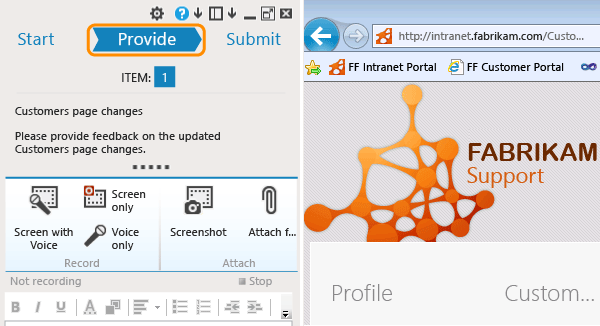 Start
Provide
Submit
ITEM: 1
Customers page changes
Please provide feedback on the updated
Customers page changes.
Screen with
Voice
Screen
only
Voice
only
Record
Screenshot
Attach f...
Attach
Not recording
Stop
B I U A
http://intranet.fabrikam.com/Custo...
FF Intranet Portal
FF Customer Portal
FABRIKAM
Support
Profile
Custom...